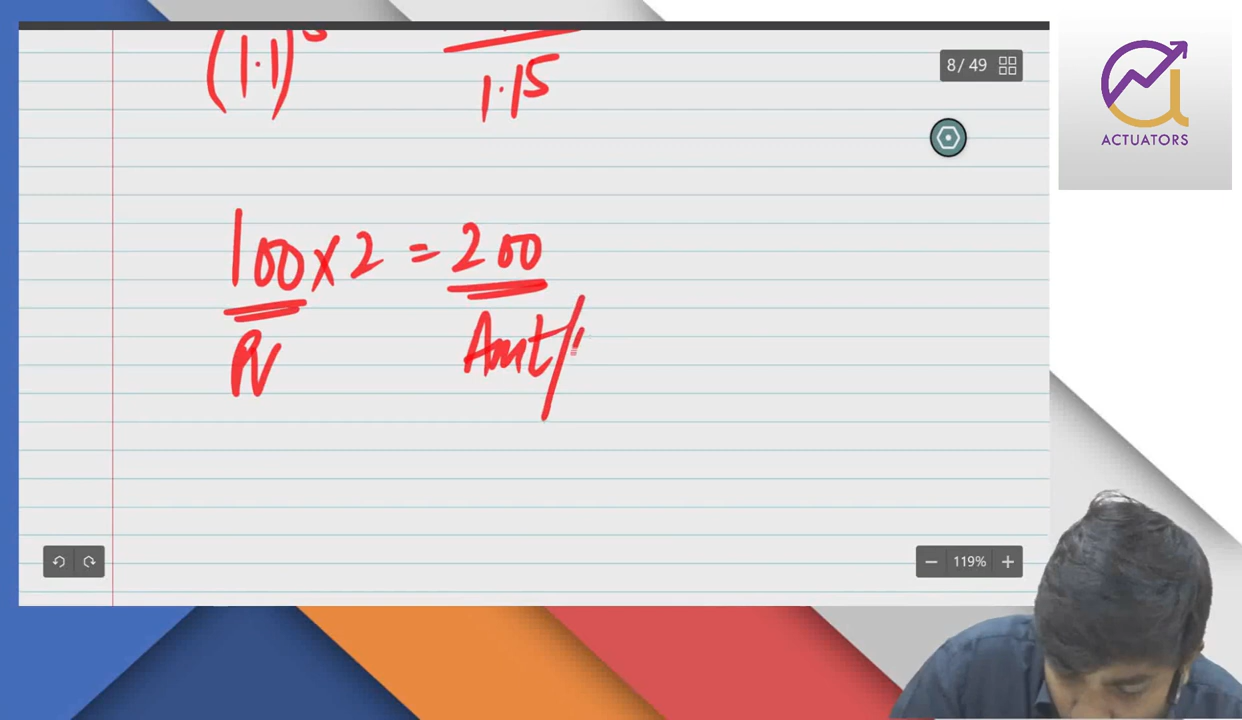 (1.1)
1.15
8 / 49
ACTUATORS
100 x 2 = 200
PV
Amt/
119%